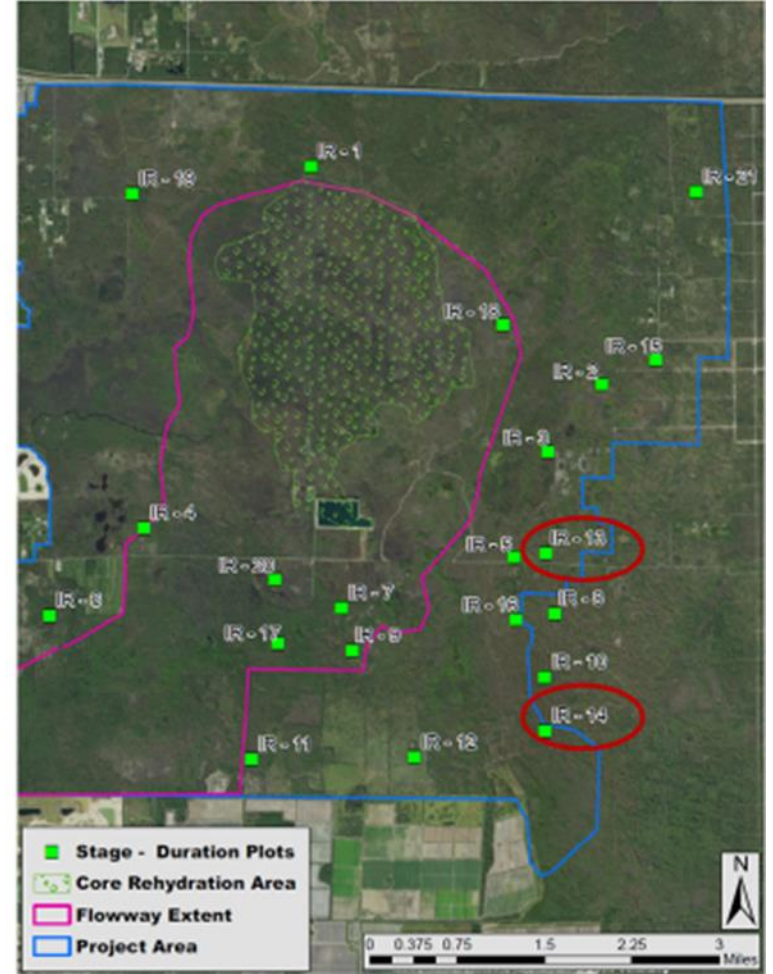 IR - 1
IR - 19
IR - 21
IR - 18
IR - 15
IR - 2
IR - 3
IR - 4
IR - 5
IR - 13
IR - 20
IR - 6
IR - 7
IR - 16
IR - 8
IR - 17
IR - 9
IR - 10
IR - 14
IR - 11
IR - 12
Stage - Duration Plots
Core Rehydration Area
Flowway Extent
Project Area
N
0 0.375 0.75 1.5 2.25 3
Miles